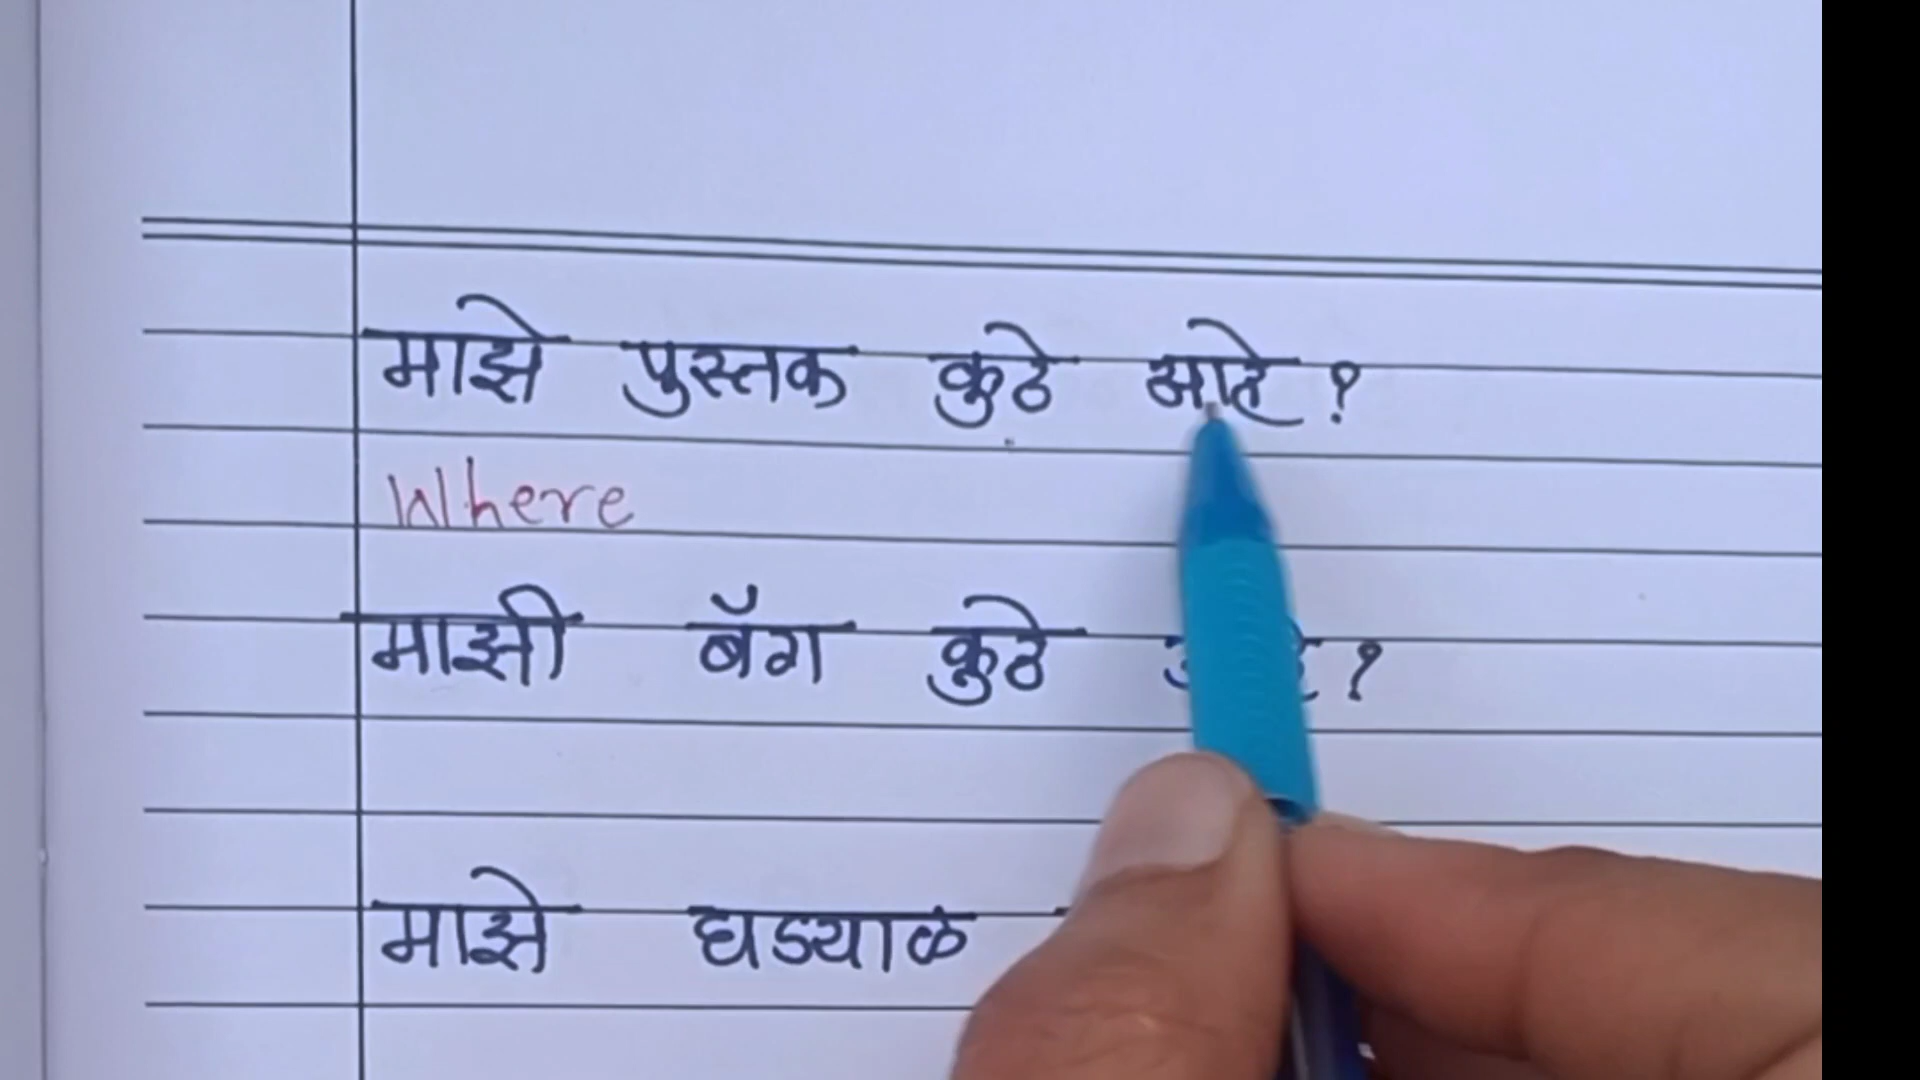 माझे पुस्तक कुठे आहे?
Where
माझी बॅग कुठे ?
माझे घड्याळ